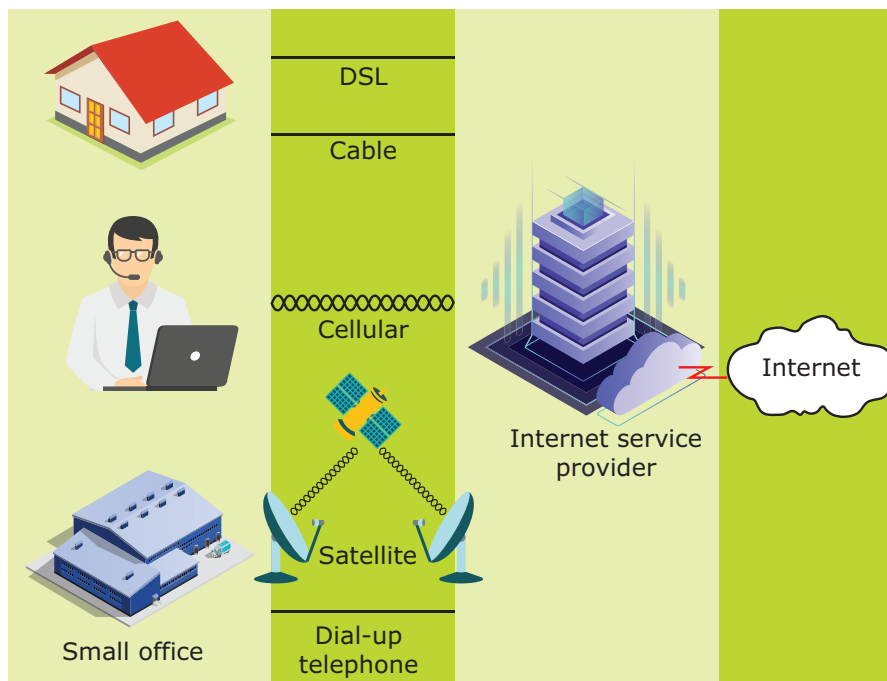 DSL
Cable
Cellular
Internet
Internet service
provider
Satellite
Small office
Dial-up
telephone